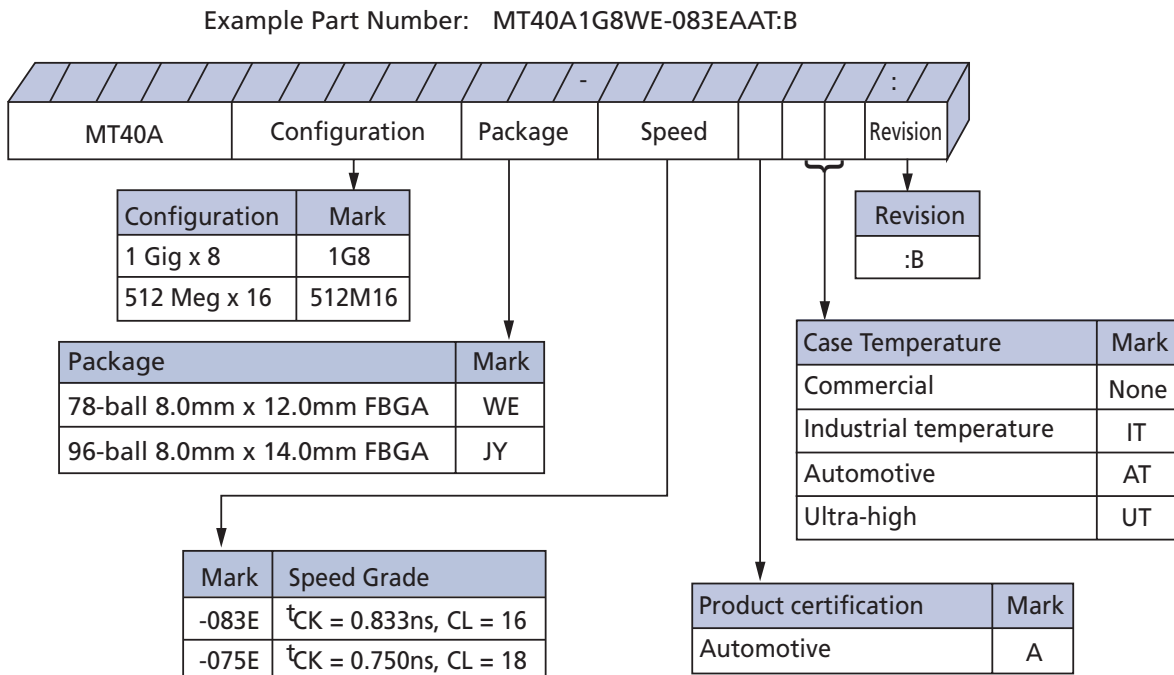 Example Part Number: MT40A1G8WE-083EAAT:B
- :
MT40A Configuration Package Speed Revision
Configuration Mark
1 Gig x 8 1G8
512 Meg x 16 512M16
Revision
:B
Package Mark
78-ball 8.0mm x 12.0mm FBGA WE
96-ball 8.0mm x 14.0mm FBGA JY
Case Temperature Mark
Commercial None
Industrial temperature IT
Automotive AT
Ultra-high UT
Mark Speed Grade
-083E tCK = 0.833ns, CL = 16
-075E tCK = 0.750ns, CL = 18
Product certification Mark
Automotive A